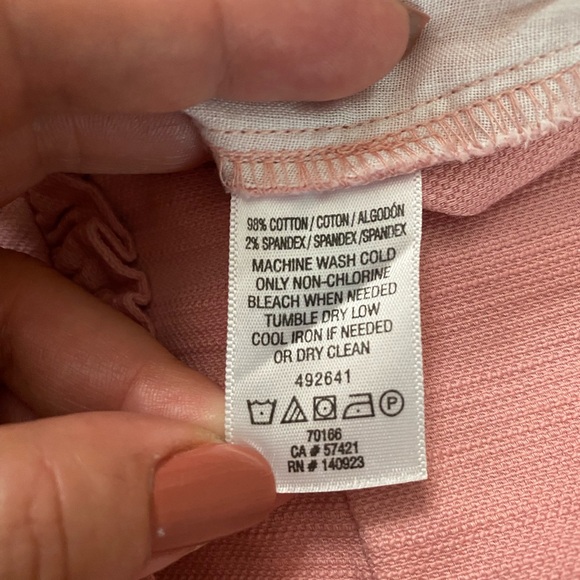 98% COTTON / COTON / ALGODÓN
2% SPANDEX / SPANDEX / SPANDEX
MACHINE WASH COLD
ONLY NON-CHLORINE
BLEACH WHEN NEEDED
TUMBLE DRY LOW
COOL IRON IF NEEDED
OR DRY CLEAN
492641
P
70166
CA # 57421
RN # 140923